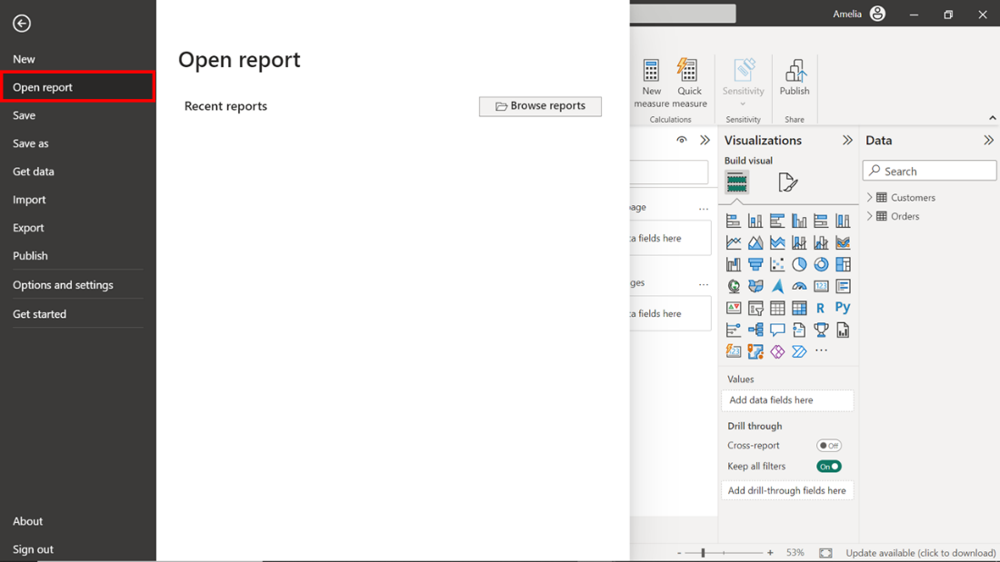 New
Open report
Save
Save as
Get data
Import
Export
Publish
Options and settings
Get started
About
Sign out
Open report
Recent reports
Browse reports
Amelia
New
measure
Quick
measure
Calculations
Sensitivity
Sensitivity
Publish
Share
page
a fields here
ges
a fields here
Visualizations
Build visual
123
R
Py
123
Values
Add data fields here
Drill through
Cross-report
Off
Keep all filters
On
Add drill-through fields here
Data
Search
Customers
Orders
- + 53%
Update available (click to download)